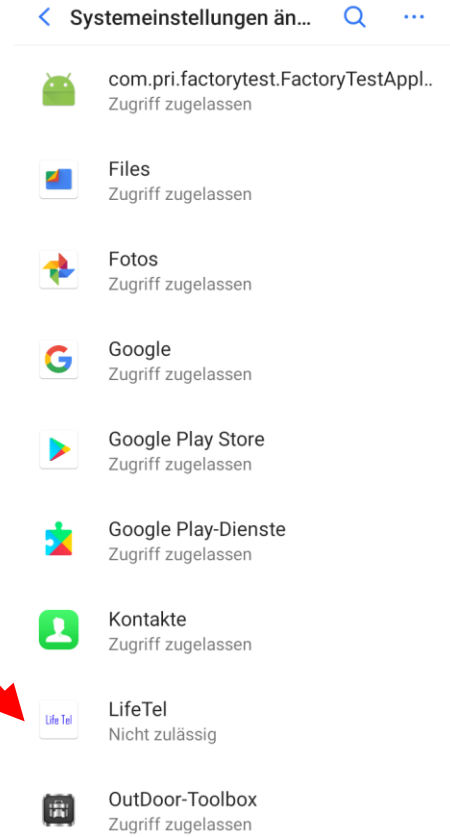 Systemeinstellungen än...
com.pri.factorytest.FactoryTestAppl..
Zugriff zugelassen
Files
Zugriff zugelassen
Fotos
Zugriff zugelassen
Google
Zugriff zugelassen
Google Play Store
Zugriff zugelassen
Google Play-Dienste
Zugriff zugelassen
Kontakte
Zugriff zugelassen
Life Tel
LifeTel
Nicht zulässig
OutDoor-Toolbox
Zugriff zugelassen